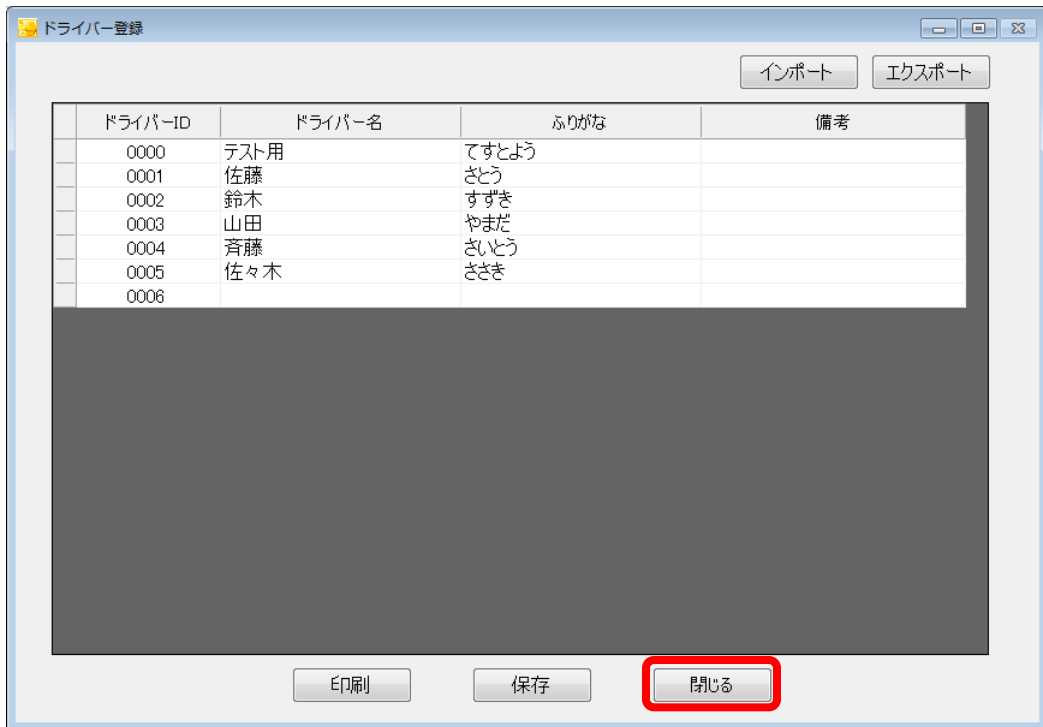 ドライバー登録
インポート エクスポート
ドライバーID ドライバー名 ふりがな 備考
0000 テスト用 てすとよう
0001 佐藤 さとう
0002 鈴木 すずき
0003 山田 やまだ
0004 斉藤 さいとう
0005 佐々木 ささき
0006
印刷 保存 閉じる